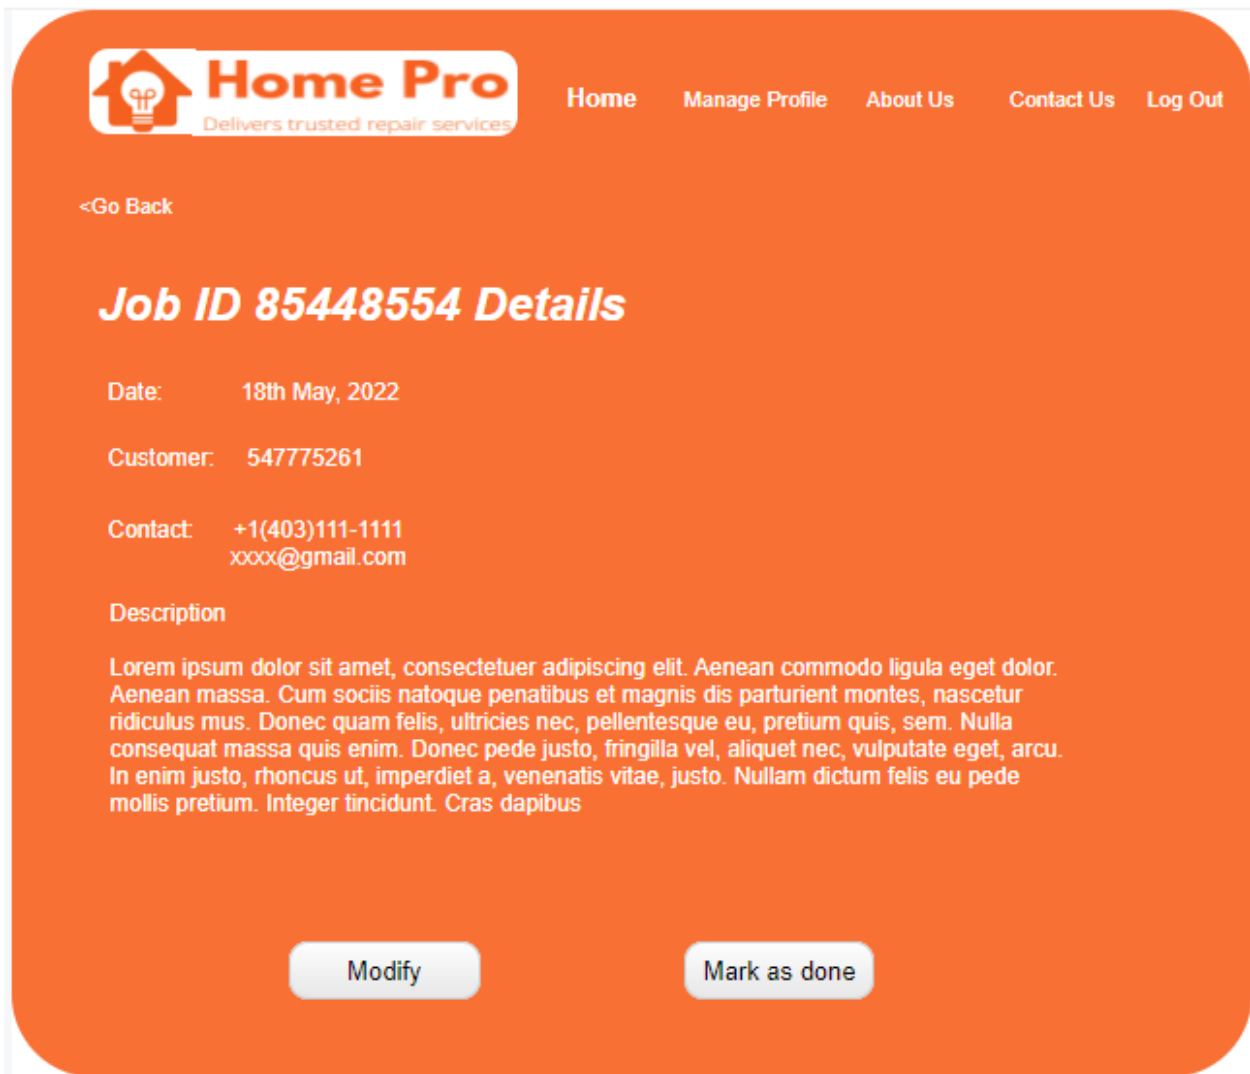 Home Pro
Delivers trusted repair services
Home Manage Profile About Us Contact Us Log Out
<Go Back
Job ID 85448554 Details
Date: 18th May, 2022
Customer: 547775261
Contact: +1(403)111-1111
xxxx@gmail.com
Description
Lorem ipsum dolor sit amet, consectetuer adipiscing elit. Aenean commodo ligula eget dolor.
Aenean massa. Cum sociis natoque penatibus et magnis dis parturient montes, nascetur
ridiculus mus. Donec quam felis, ultricies nec, pellentesque eu, pretium quis, sem. Nulla
consequat massa quis enim. Donec pede justo, fringilla vel, aliquet nec, vulputate eget, arcu.
In enim justo, rhoncus ut, imperdiet a, venenatis vitae, justo. Nullam dictum felis eu pede
mollis pretium. Integer tincidunt. Cras dapibus
Modify Mark as done